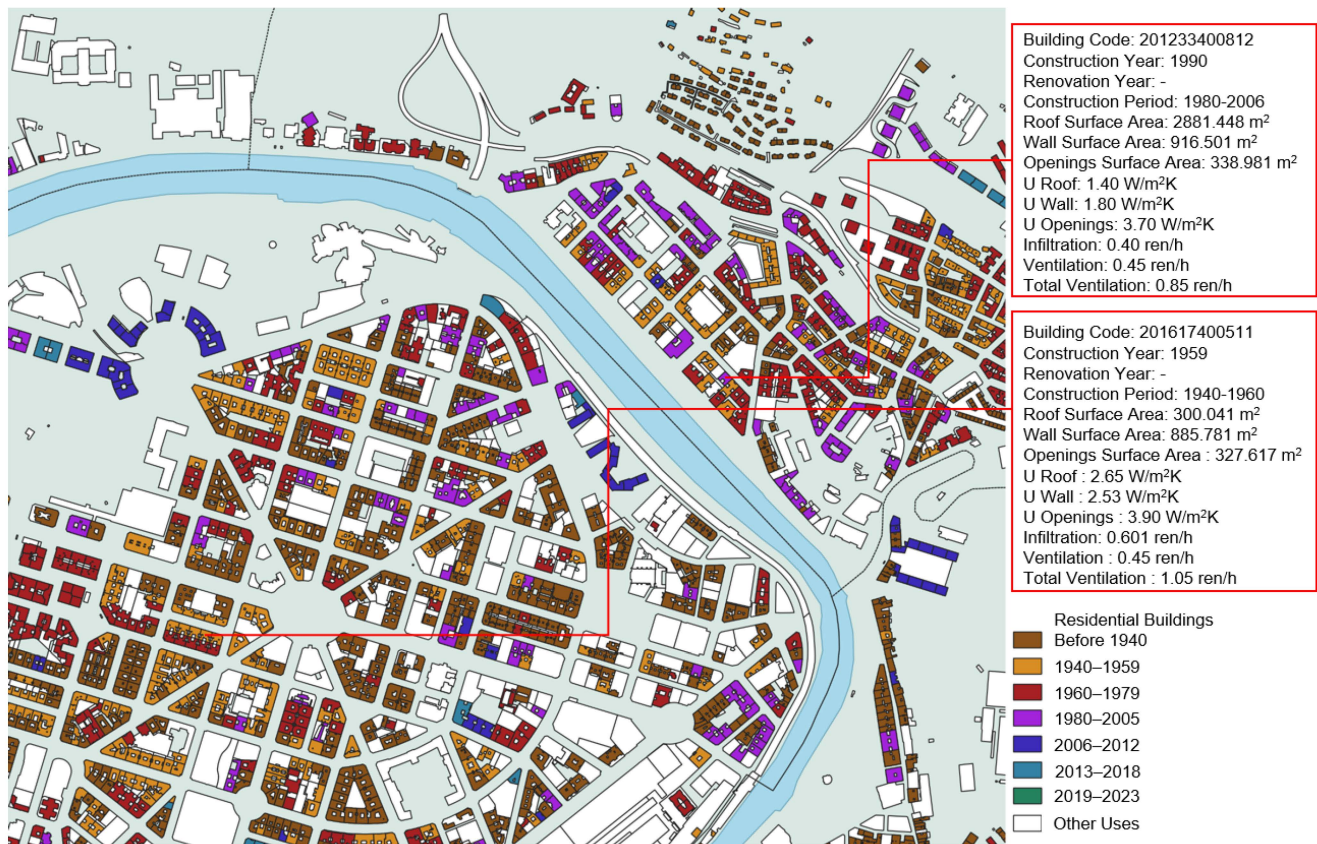 Building Code: 201233400812
Construction Year: 1990
Renovation Year: -
Construction Period: 1980-2006
Roof Surface Area: 2881.448 m²
Wall Surface Area: 916.501 m²
Openings Surface Area: 338.981 m²
U Roof: 1.40 W/m²K
U Wall: 1.80 W/m²K
U Openings: 3.70 W/m²K
Infiltration: 0.40 ren/h
Ventilation: 0.45 ren/h
Total Ventilation: 0.85 ren/h
Building Code: 201617400511
Construction Year: 1959
Renovation Year: -
Construction Period: 1940-1960
Roof Surface Area: 300.041 m²
Wall Surface Area: 885.781 m²
Openings Surface Area : 327.617 m²
U Roof : 2.65 W/m²K
U Wall : 2.53 W/m²K
U Openings : 3.90 W/m²K
Infiltration: 0.601 ren/h
Ventilation : 0.45 ren/h
Total Ventilation : 1.05 ren/h
Residential Buildings
Before 1940
1940–1959
1960–1979
1980–2005
2006–2012
2013–2018
2019–2023
Other Uses